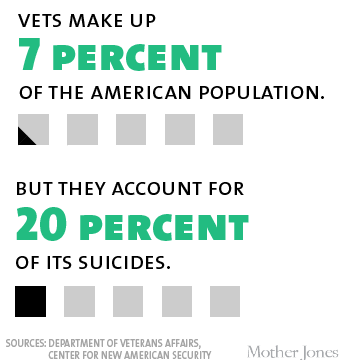 VETS MAKE UP
7 PERCENT
OF THE AMERICAN POPULATION.
BUT THEY ACCOUNT FOR
20 PERCENT
OF ITS SUICIDES.
SOURCES: DEPARTMENT OF VETERANS AFFAIRS,
CENTER FOR NEW AMERICAN SECURITY
Mother Jones